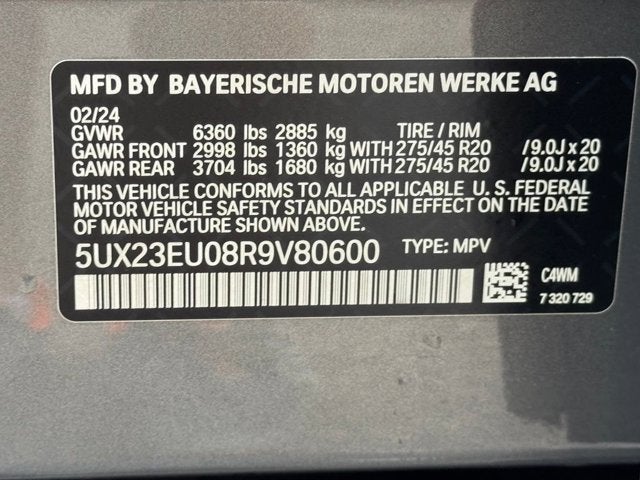 MFD BY BAYERISCHE MOTOREN WERKE AG
02/24
GVWR 6360 lbs 2885 kg TIRE / RIM
GAWR FRONT 2998 lbs 1360 kg WITH 275/45 R20 /9.0J x 20
GAWR REAR 3704 lbs 1680 kg WITH 275/45 R20 /9.0J x 20
THIS VEHICLE CONFORMS TO ALL APPLICABLE U. S. FEDERAL
MOTOR VEHICLE SAFETY STANDARDS IN EFFECT ON THE DATE
OF MANUFACTURE SHOWN ABOVE.
5UX23EU08R9V80600 TYPE: MPV
C4WM
7 320 729